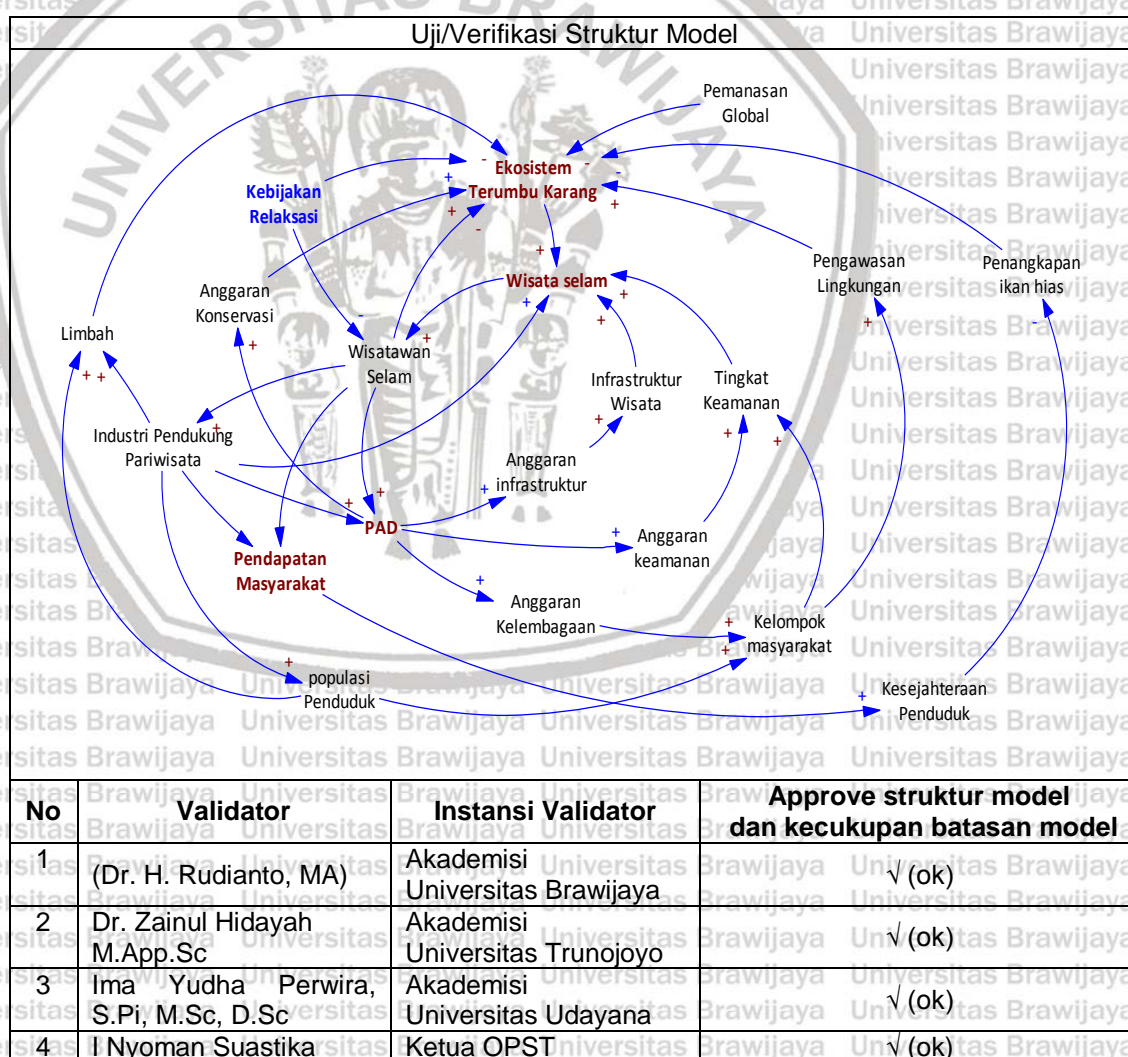 Uji/Verifikasi Struktur Model
Pemanasan
Global
Ekosistem
Terumbu Karang
Kebijakan
Relaksasi
Wisata selam
Pengawasan
Lingkungan
Penangkapan
ikan hias
Anggaran
Konservasi
Limbah
Wisatawan
Selam
Infrastruktur
Wisata
Tingkat
Keamanan
Industri Pendukung
Pariwisata
Anggaran
infrastruktur
PAD
Anggaran
keamanan
Pendapatan
Masyarakat
Anggaran
Kelembagaan
Kelompok
masyarakat
populasi
Penduduk
Kesejahteraan
Penduduk
No Validator Instansi Validator Approve struktur model
dan kecukupan batasan model
1 (Dr. H. Rudianto, MA) Akademisi
Universitas Brawijaya √ (ok)
2 Dr. Zainul Hidayah
M.App.Sc Akademisi
Universitas Trunojoyo √ (ok)
3 Ima Yudha Perwira,
S.Pi, M.Sc, D.Sc Akademisi
Universitas Udayana √ (ok)
4 I Nyoman Suastika Ketua OPST √ (ok)